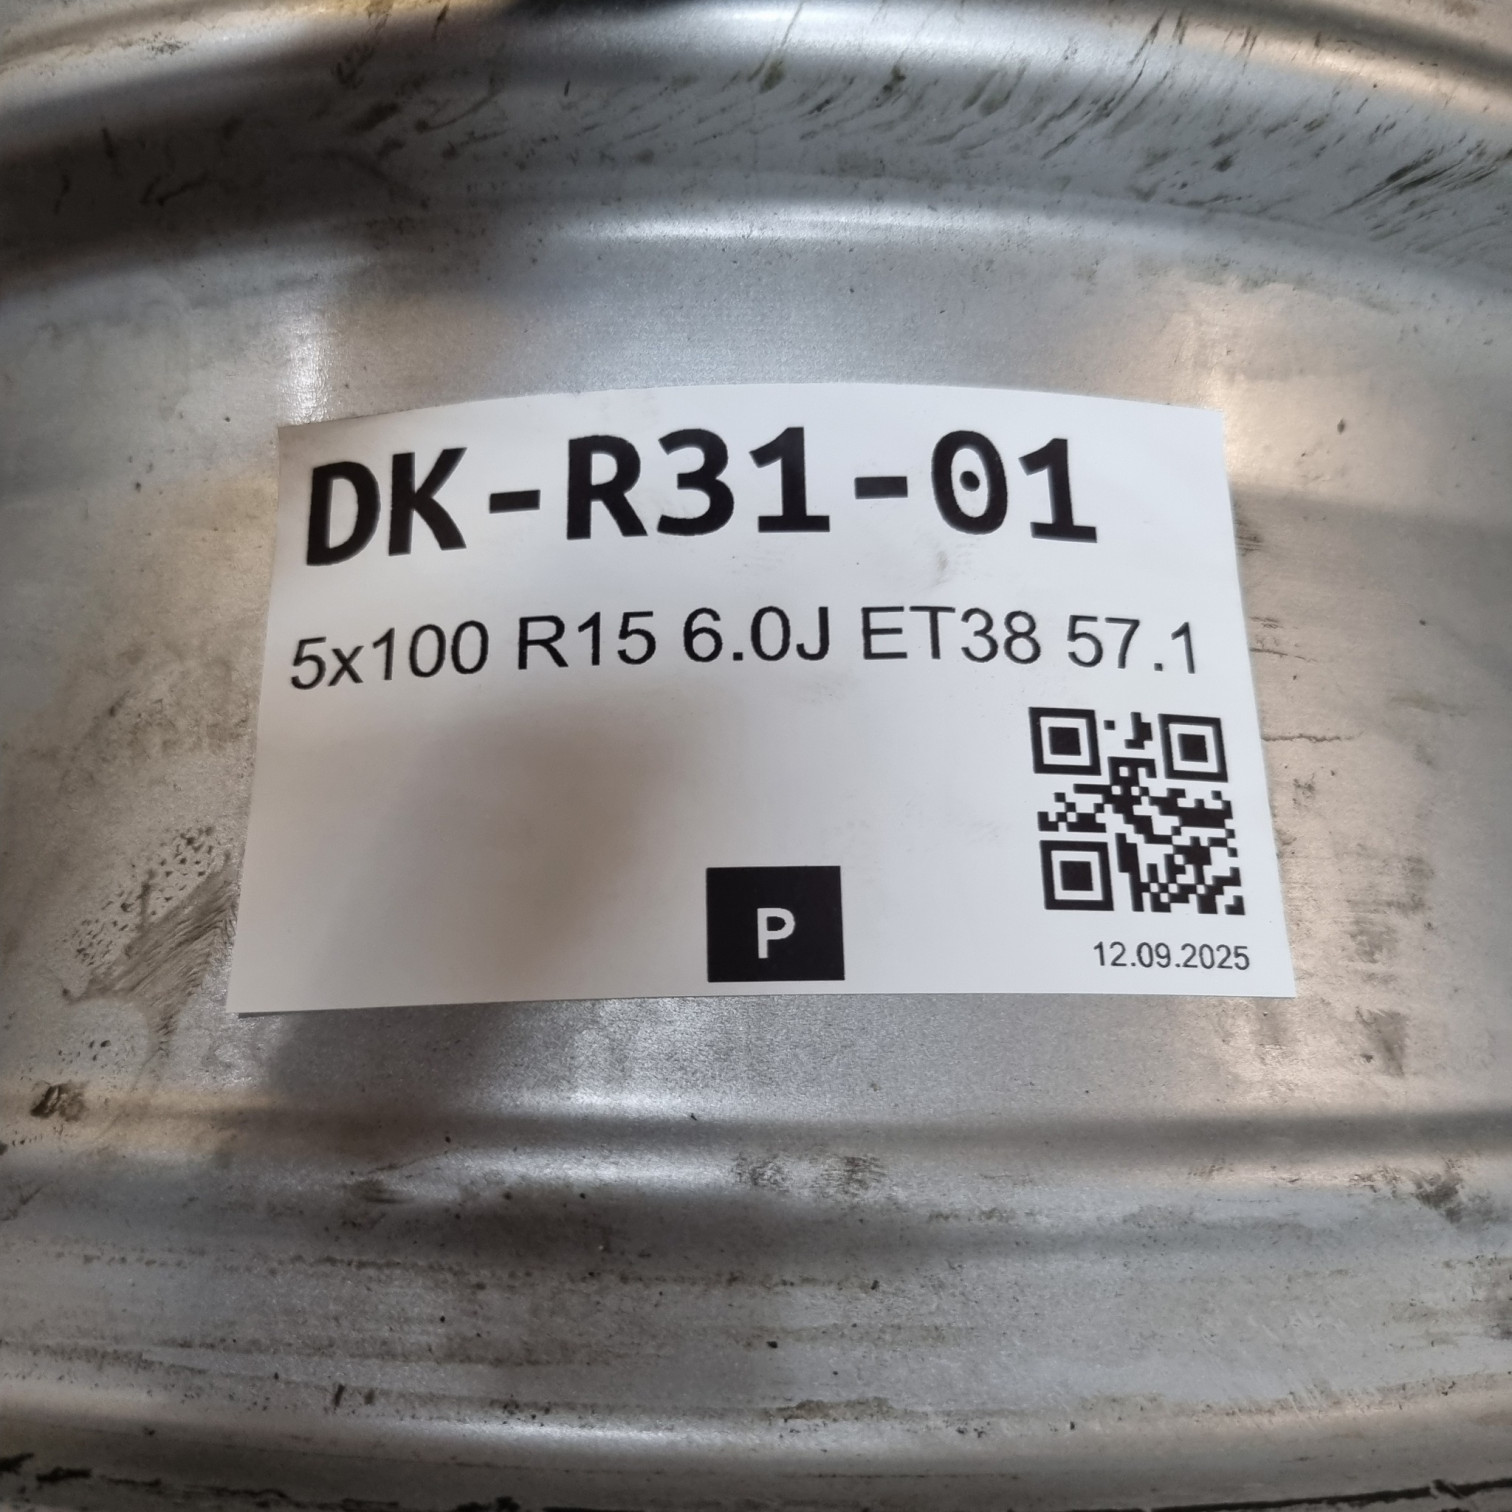 DK-R31-01
5x100 R15 6.0J ET38 57.1
P
12.09.2025